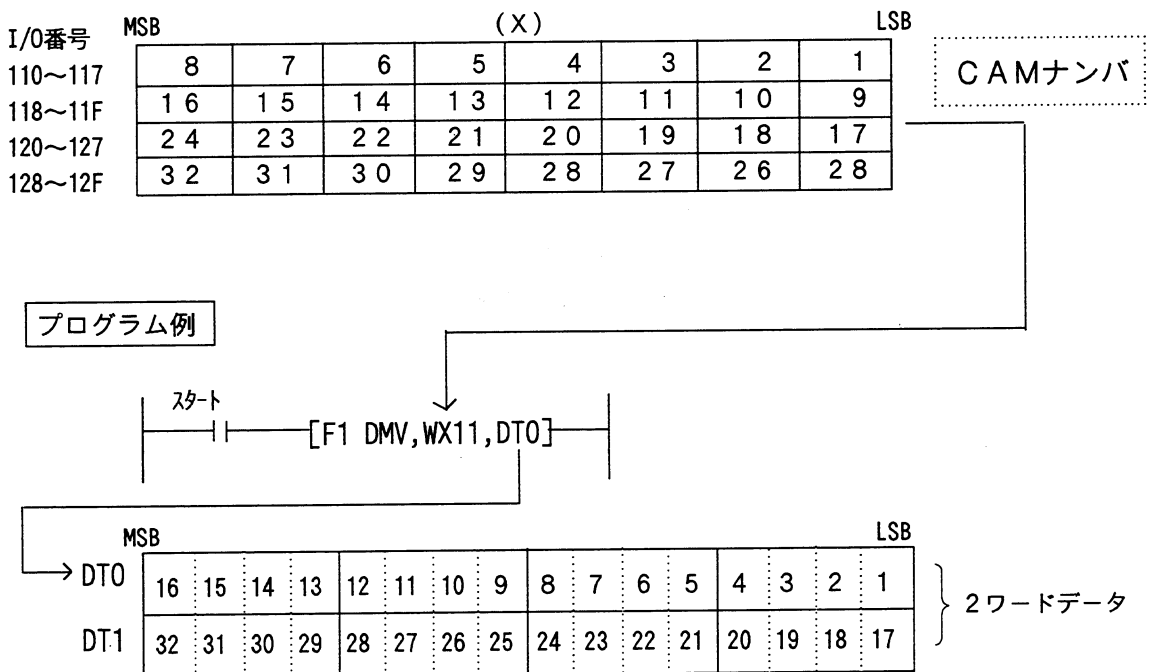 MSB (X) LSB
I/O番号
110～117 8 7 6 5 4 3 2 1
118～11F 16 15 14 13 12 11 10 9
120～127 24 23 22 21 20 19 18 17
128～12F 32 31 30 29 28 27 26 28
CAMナンバ
プログラム例
スタート
[F1 DMV,WX11,DT0]
MSB LSB
DT0 16 15 14 13 12 11 10 9 8 7 6 5 4 3 2 1
DT1 32 31 30 29 28 27 26 25 24 23 22 21 20 19 18 17
2ワードデータ